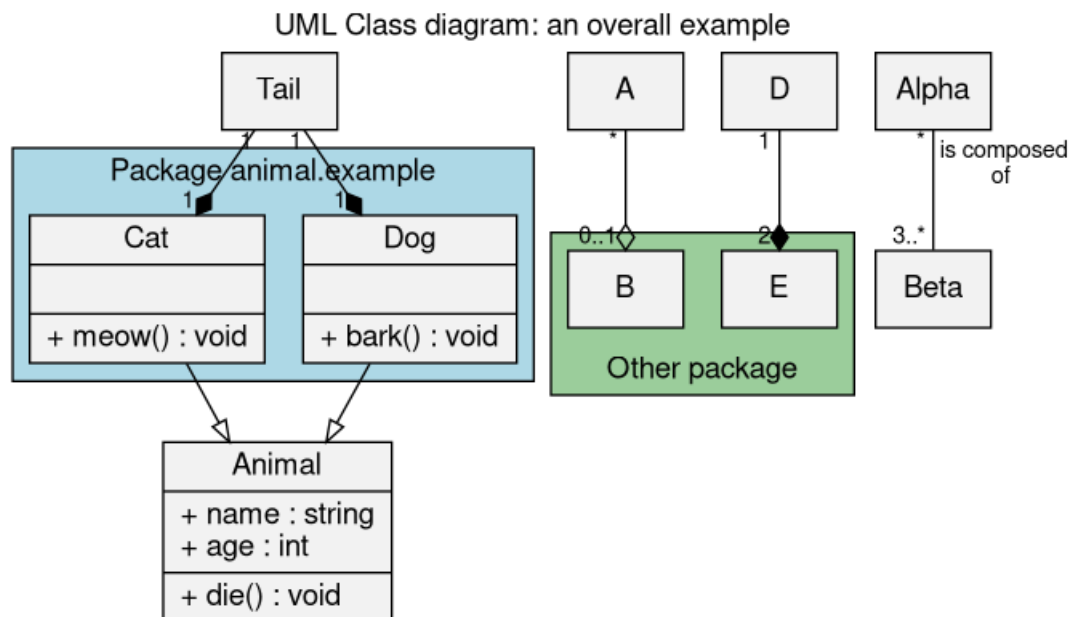 UML Class diagram: an overall example
Tail
A
D
Alpha
1
1
*
1
*
is composed
of
Package animal.example
1
1
0..1
2
3..*
Cat
+ meow() : void
Dog
+ bark() : void
B
E
Beta
Other package
Animal
+ name : string
+ age : int
+ die() : void